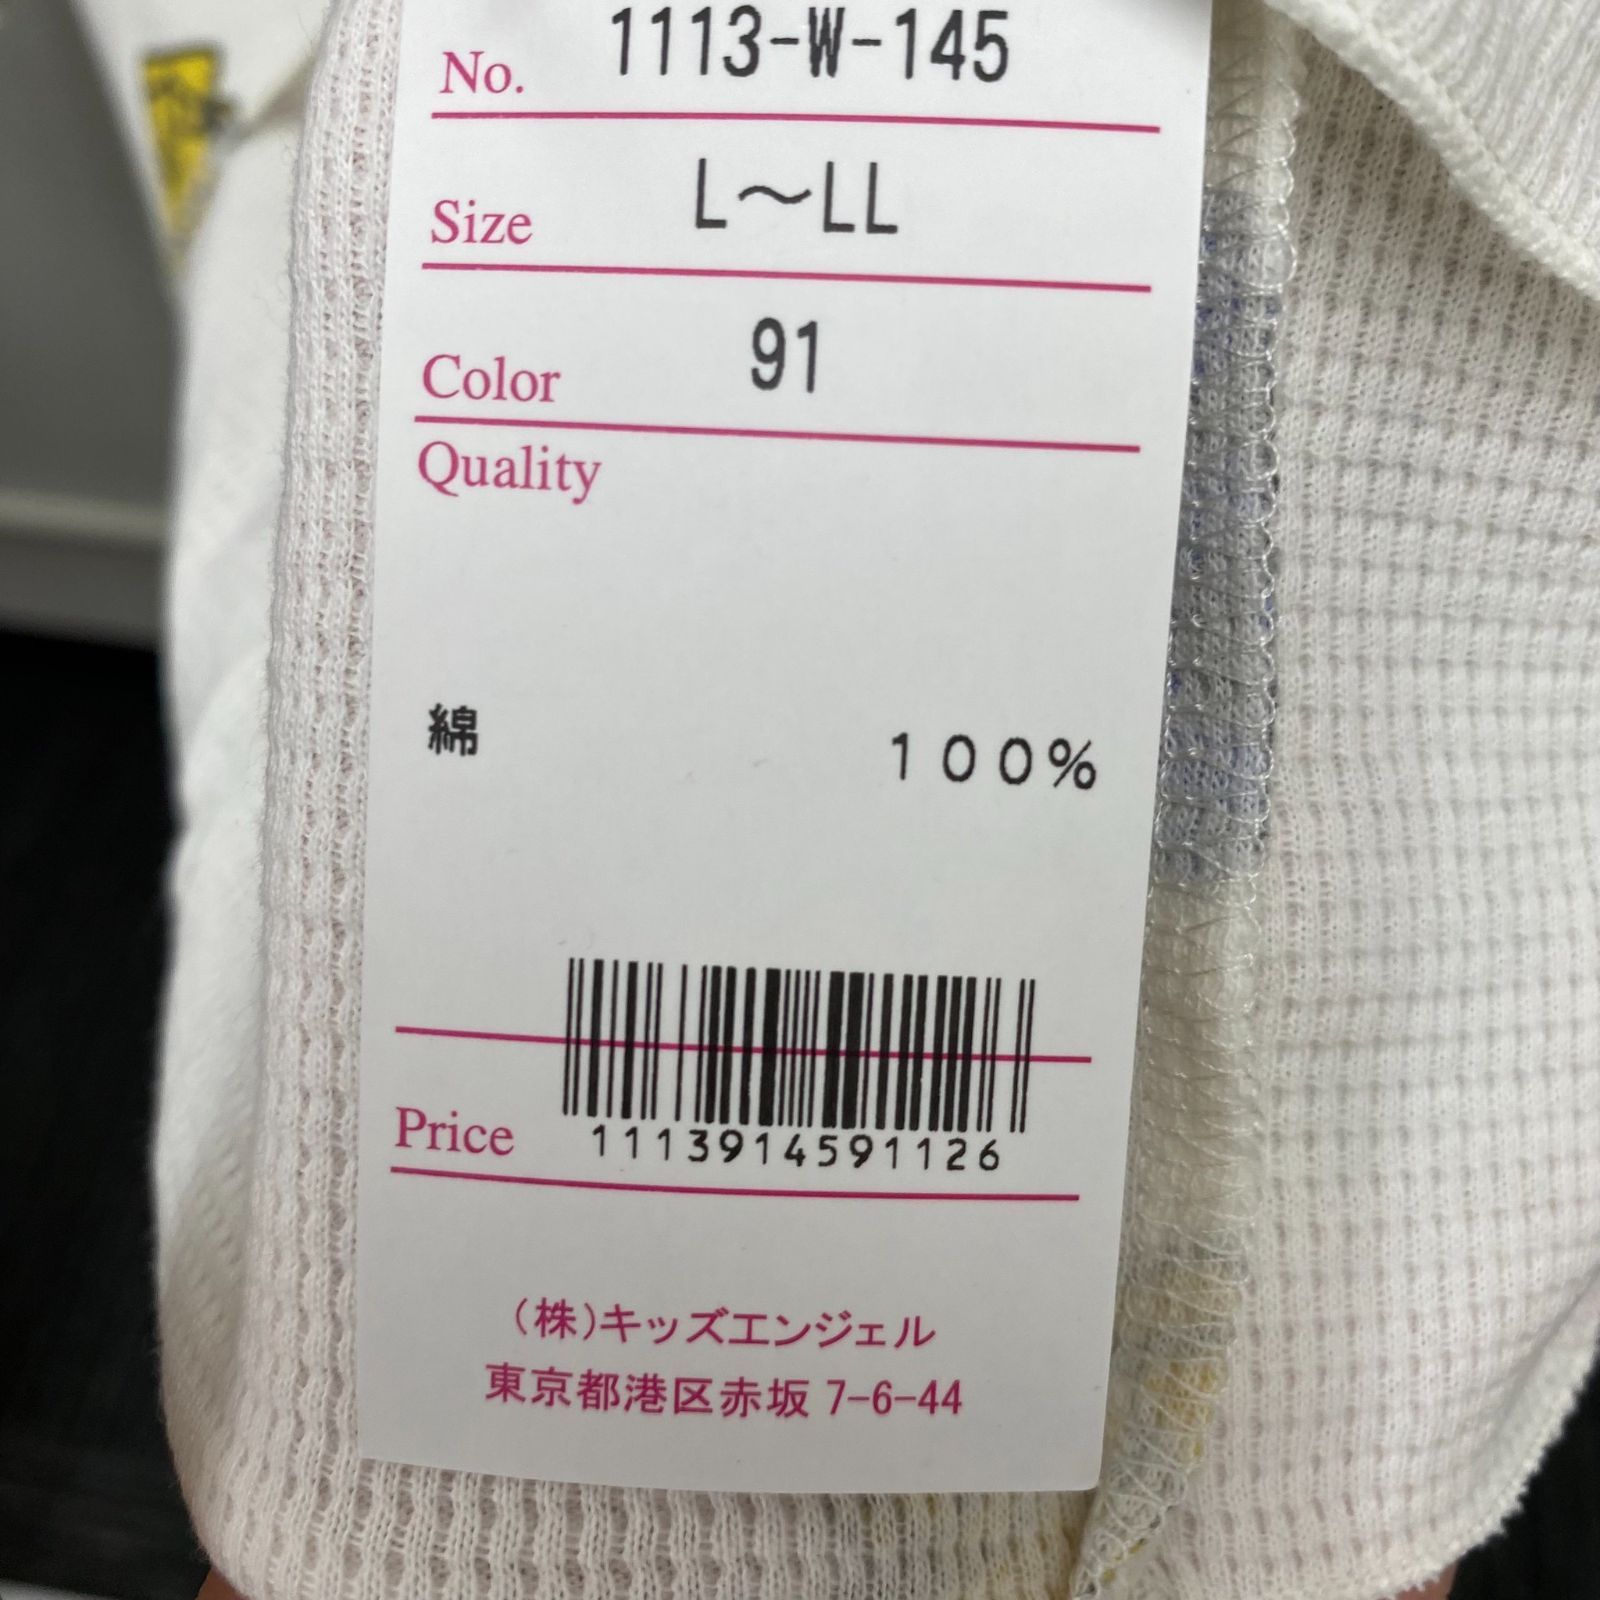 No. 1113-W-145
Size L～LL
Color 91
Quality
綿 100%
Price 1113914591126
(株)キッズエンジェル
東京都港区赤坂 7-6-44